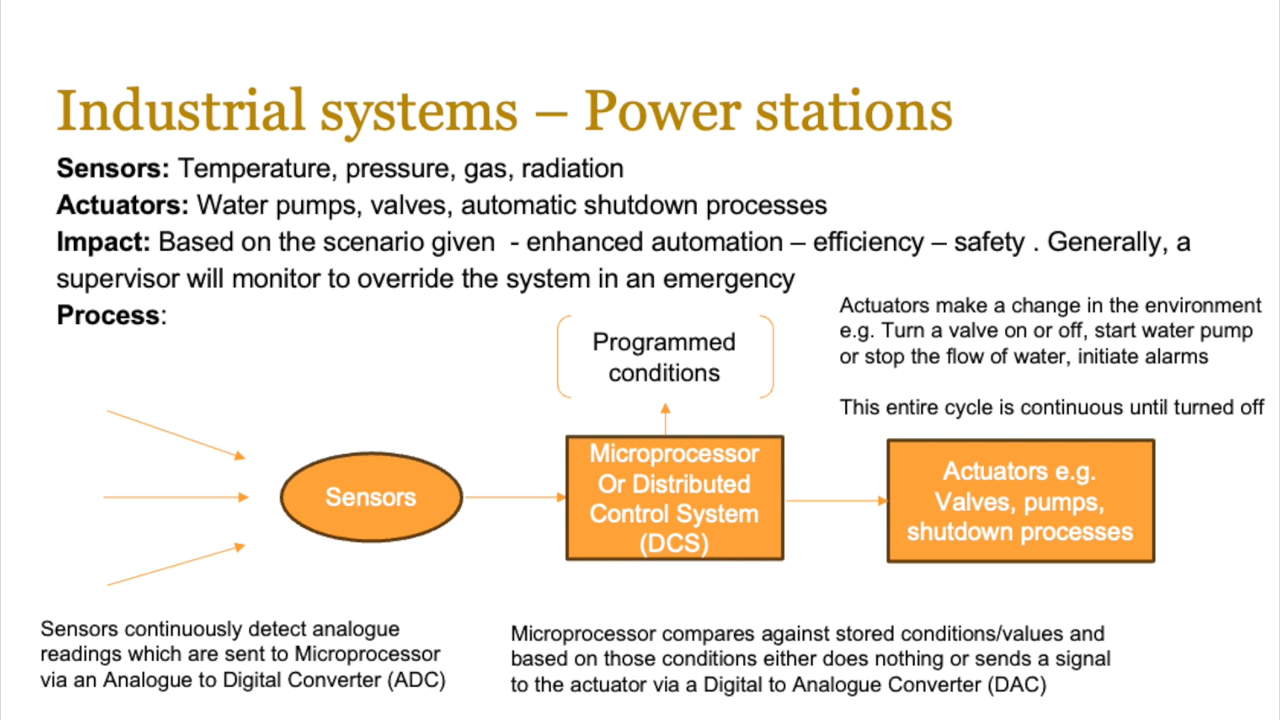 Industrial systems – Power stations
Sensors: Temperature, pressure, gas, radiation
Actuators: Water pumps, valves, automatic shutdown processes
Impact: Based on the scenario given  - enhanced automation – efficiency – safety . Generally, a
supervisor will monitor to override the system in an emergency
Process:
Actuators make a change in the environment
e.g. Turn a valve on or off, start water pump
or stop the flow of water, initiate alarms
This entire cycle is continuous until turned off
Programmed
conditions
Sensors
Microprocessor
Or Distributed
Control System
(DCS)
Actuators e.g.
Valves, pumps,
shutdown processes
Sensors continuously detect analogue
readings which are sent to Microprocessor
via an Analogue to Digital Converter (ADC)
Microprocessor compares against stored conditions/values and
based on those conditions either does nothing or sends a signal
to the actuator via a Digital to Analogue Converter (DAC)